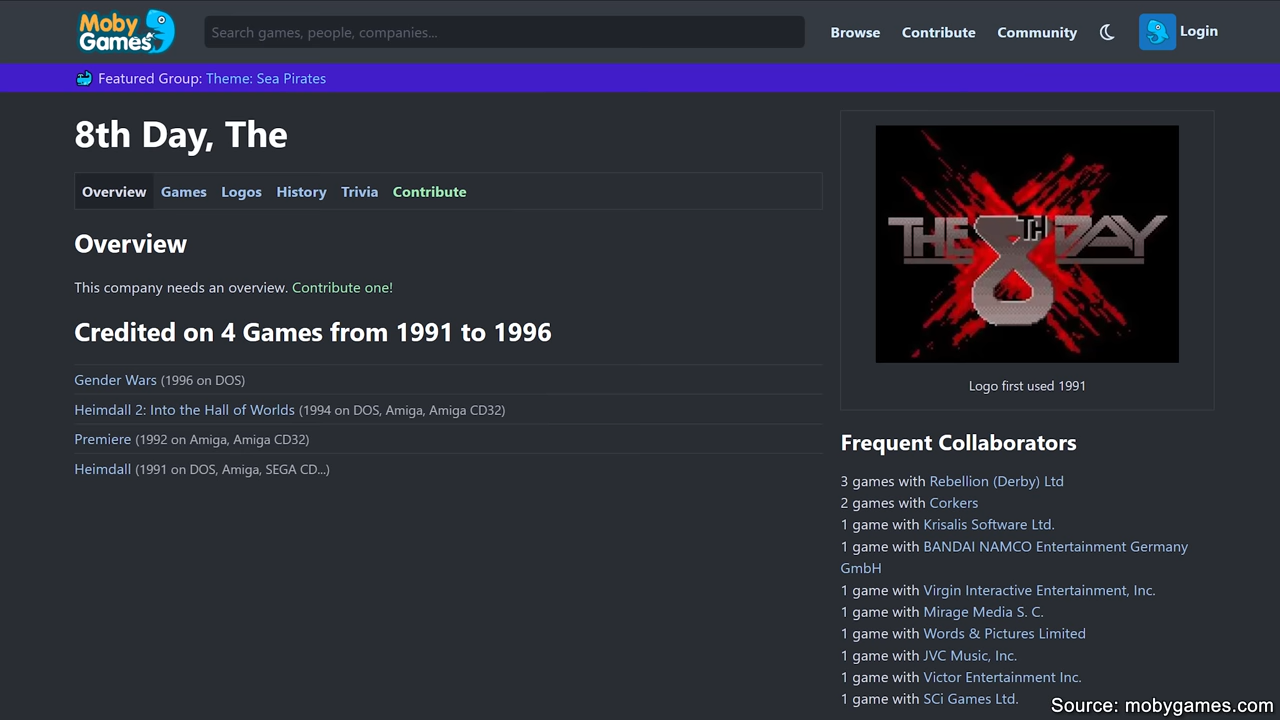 Moby
Games
Search games, people, companies...
Browse
Contribute
Community
Login
Featured Group: Theme: Sea Pirates
8th Day, The
Overview
Games
Logos
History
Trivia
Contribute
Overview
This company needs an overview. Contribute one!
Credited on 4 Games from 1991 to 1996
Gender Wars (1996 on DOS)
Heimdall 2: Into the Hall of Worlds (1994 on DOS, Amiga, Amiga CD32)
Premiere (1992 on Amiga, Amiga CD32)
Heimdall (1991 on DOS, Amiga, SEGA CD...)
THE 8TH DAY
Logo first used 1991
Frequent Collaborators
3 games with Rebellion (Derby) Ltd
2 games with Corkers
1 game with Krisalis Software Ltd.
1 game with BANDAI NAMCO Entertainment Germany
GmbH
1 game with Virgin Interactive Entertainment, Inc.
1 game with Mirage Media S. C.
1 game with Words & Pictures Limited
1 game with JVC Music, Inc.
1 game with Victor Entertainment Inc.
1 game with SCi Games Ltd.
Source: mobygames.com